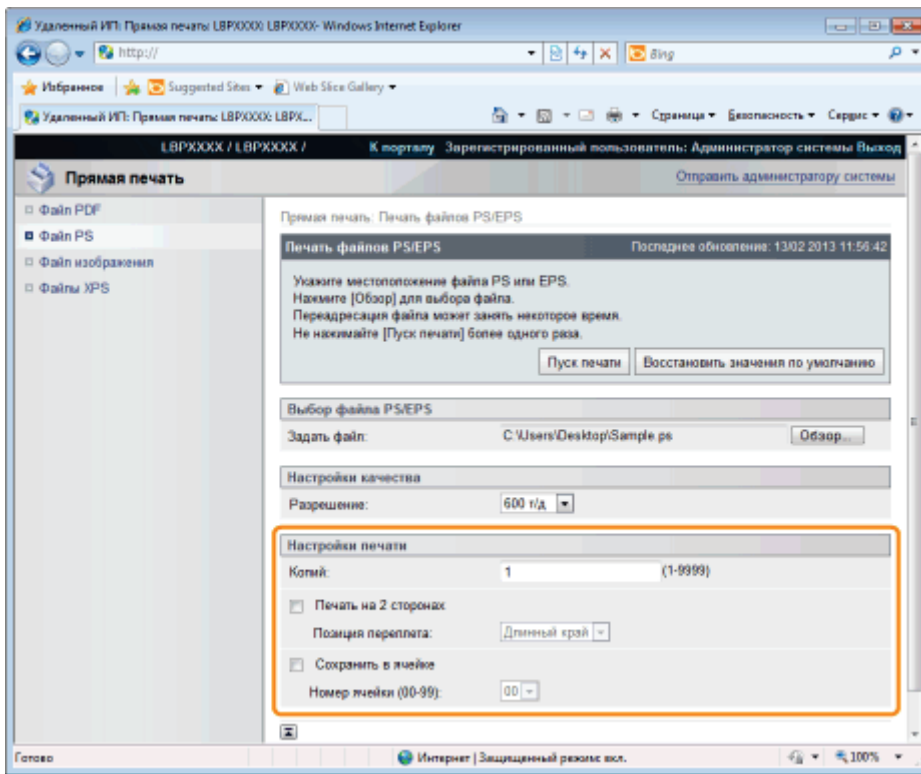 Удаленный ИП: Прямая печать: LBPXXXX: LBPXXXX- Windows Internet Explorer
http://
Bing
Избранное Suggested Sites Web Slice Gallery
Удаленный ИП: Прямая печать: LBPXXXX: LBPX... Страница Безопасность Сервис
LBPXXXX / LBPXXXX / К порталу Зарегистрированный пользователь: Администратор системы Выход
Прямая печать Отправить администратору системы
Файл PDF
Файл PS
Файл изображения
Файлы XPS
Прямая печать: Печать файлов PS/EPS
Печать файлов PS/EPS Последнее обновление: 13/02 2013 11:56:42
Укажите местоположение файла PS или EPS.
Нажмите [Обзор] для выбора файла.
Переадресация файла может занять некоторое время.
Не нажимайте [Пуск печати] более одного раза.
Пуск печати Восстановить значения по умолчанию
Выбор файла PS/EPS
Задать файл: C:\Users\Desktop\Sample.ps Обзор...
Настройки качества
Разрешение: 600 т/д
Настройки печати
Копий: 1 (1-9999)
Печать на 2 сторонах
Позиция переплета: Длинный край
Сохранить в ячейке
Номер ячейки (00-99): 00
Готово Интернет | Защищенный режим: вкл. 100%